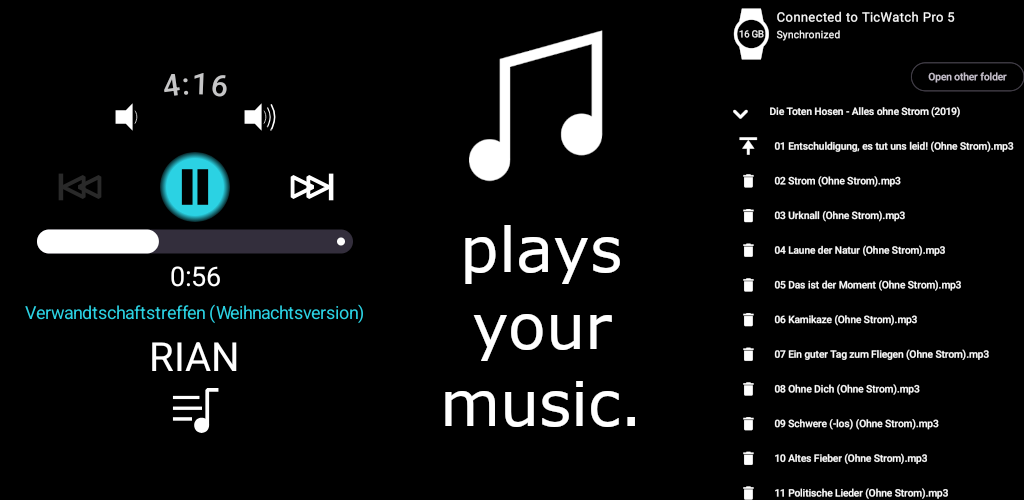 4:16
0:56
Verwandtschaftstreffen (Weihnachtsversion)
RIAN
plays
your
music.
16 GB
Connected to TicWatch Pro 5
Synchronized
Open other folder
Die Toten Hosen - Alles ohne Strom (2019)
01 Entschuldigung, es tut uns leid! (Ohne Strom).mp3
02 Strom (Ohne Strom).mp3
03 Urknall (Ohne Strom).mp3
04 Laune der Natur (Ohne Strom).mp3
05 Das ist der Moment (Ohne Strom).mp3
06 Kamikaze (Ohne Strom).mp3
07 Ein guter Tag zum Fliegen (Ohne Strom).mp3
08 Ohne Dich (Ohne Strom).mp3
09 Schwere (-los) (Ohne Strom).mp3
10 Altes Fieber (Ohne Strom).mp3
11 Politische Lieder (Ohne Strom).mp3